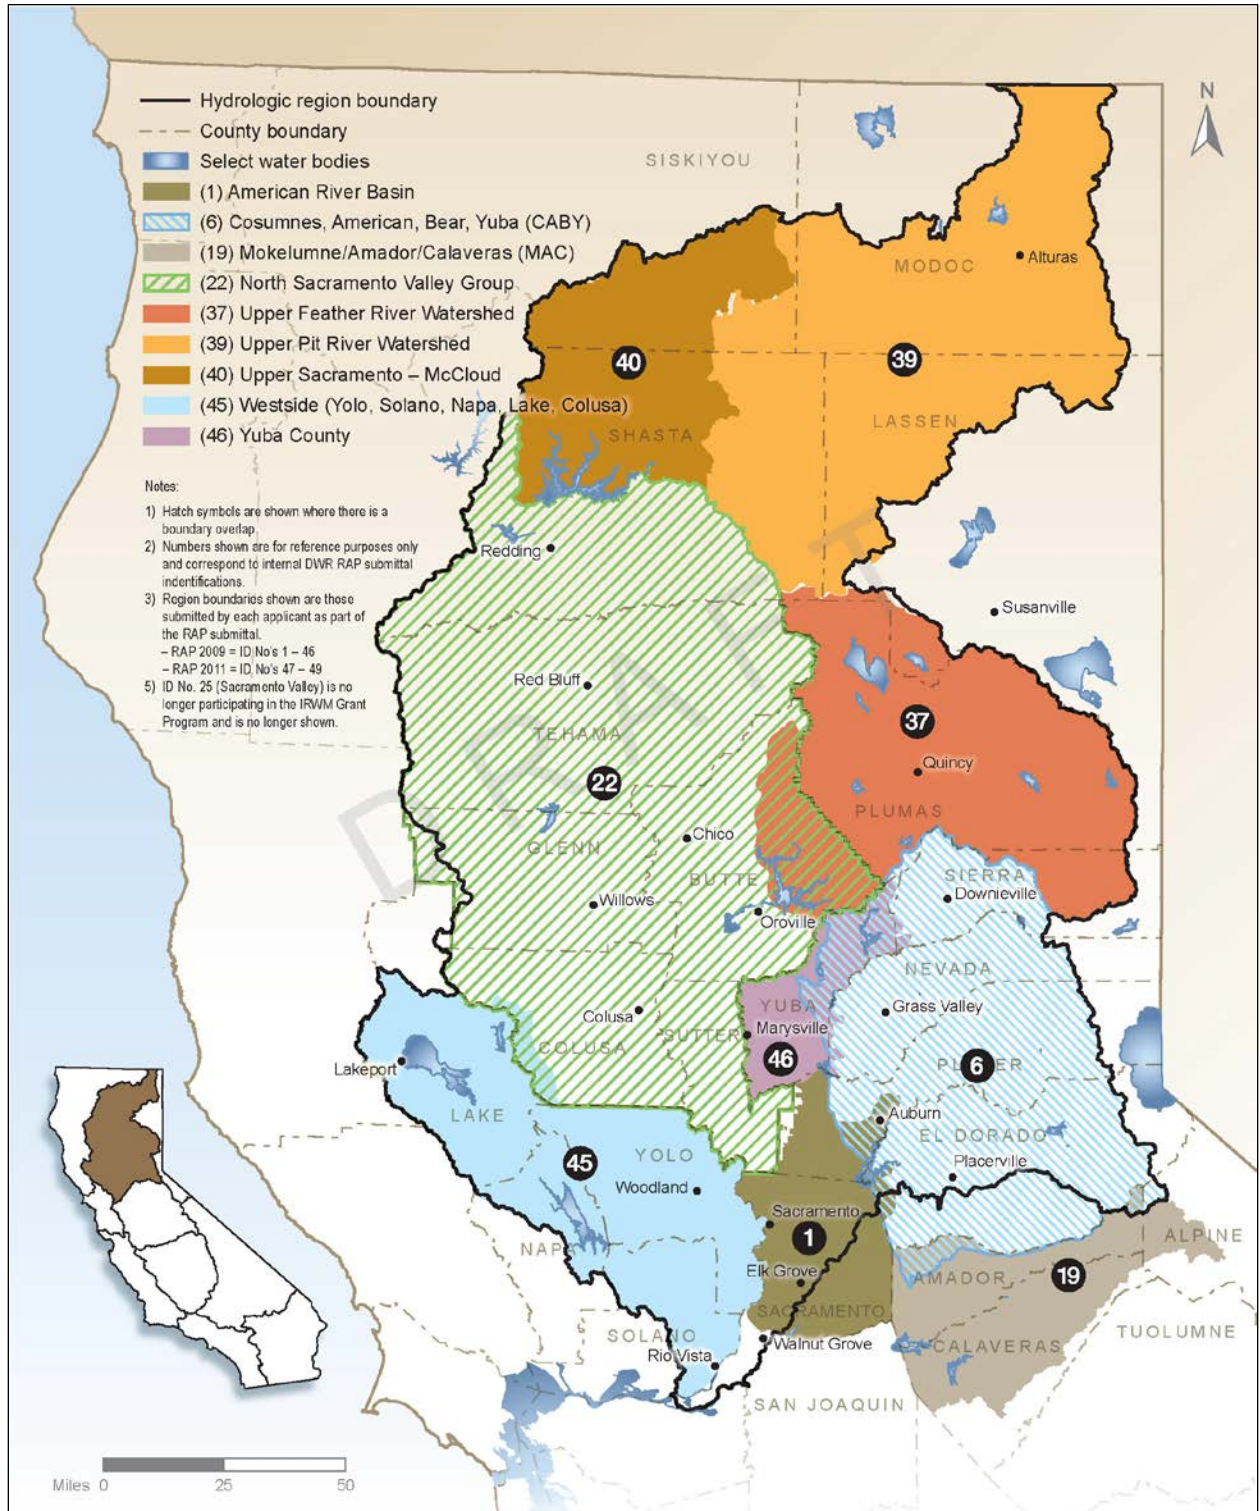 Hydrologic region boundary
County boundary
Select water bodies
(1) American River Basin
(6) Cosumnes, American, Bear, Yuba (CABY)
(19) Mokelumne/Amador/Calaveras (MAC)
(22) North Sacramento Valley Group
(37) Upper Feather River Watershed
(39) Upper Pit River Watershed
(40) Upper Sacramento – McCloud
(45) Westside (Yolo, Solano, Napa, Lake, Colusa)
(46) Yuba County
Notes:
1) Hatch symbols are shown where there is a
boundary overlap.
2) Numbers shown are for reference purposes only
and correspond to internal DWR RAP submittal
indentifications.
3) Region boundaries shown are those
submitted by each applicant as part of
the RAP submittal.
– RAP 2009 = ID No's 1 – 46
– RAP 2011 = ID No's 47 – 49
5) ID No. 25 (Sacramento Valley) is no
longer participating in the IRWM Grant
Program and is no longer shown.
N
SISKIYOU
MODOC
Alturas
40
39
SHASTA
LASSEN
Redding
Susanville
DRAFT
Red Bluff
TEHAMA
37
Quincy
22
PLUMAS
Chico
GLENN
BUTTE
SIERRA
Downieville
Willows
Oroville
NEVADA
YUBA
Grass Valley
Colusa
COLUSA
SUTTER
Marysville
46
PLACER
6
Lakeport
LAKE
Auburn
EL DORADO
45
YOLO
Placerville
Woodland
Sacramento
1
NAPA
ALPINE
Elk Grove
AMADOR
19
SACRAMENTO
SOLANO
Walnut Grove
CALAVERAS
TUOLUMNE
Rio Vista
SAN JOAQUIN
Miles 0 25 50